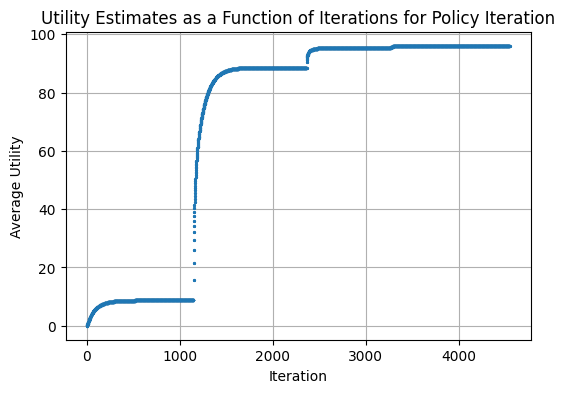 Utility Estimates as a Function of Iterations for Policy Iteration
100
80
60
40
20
0
Average Utility
0 1000 2000 3000 4000
Iteration